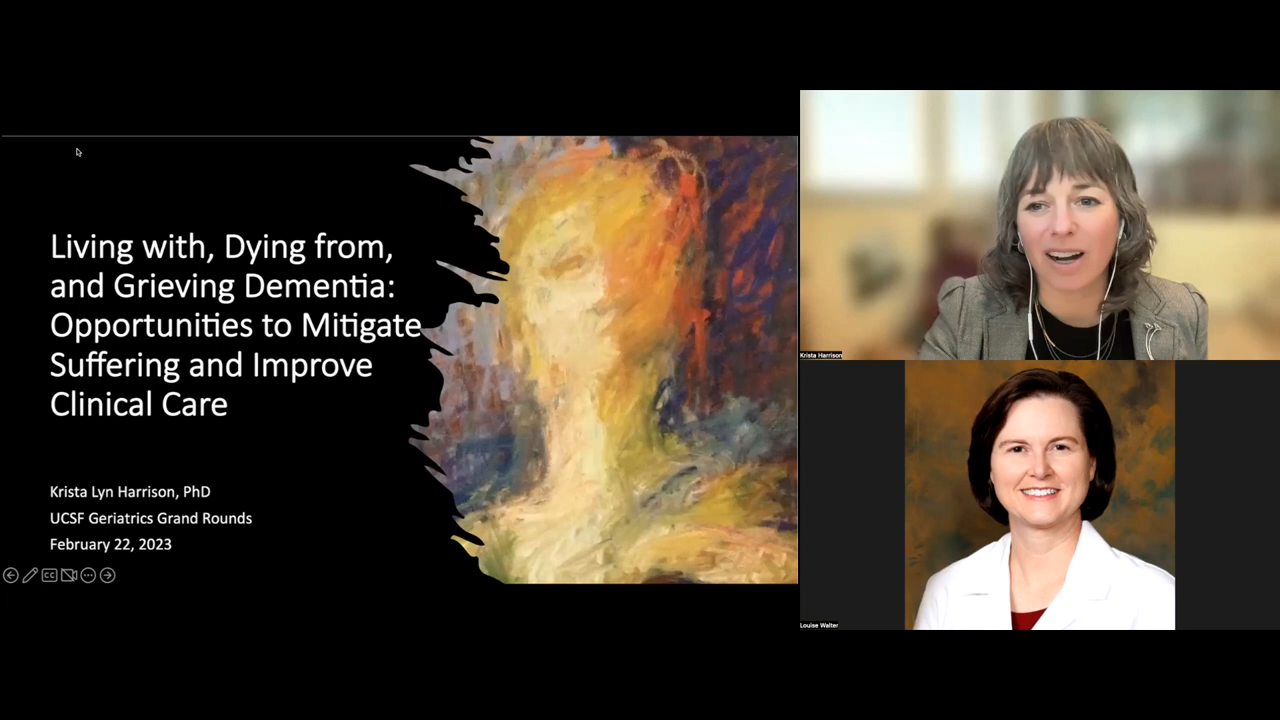 Living with, Dying from,
and Grieving Dementia:
Opportunities to Mitigate
Suffering and Improve
Clinical Care
Krista Lyn Harrison, PhD
UCSF Geriatrics Grand Rounds
February 22, 2023
CC
Krista Harrison
Louise Walter